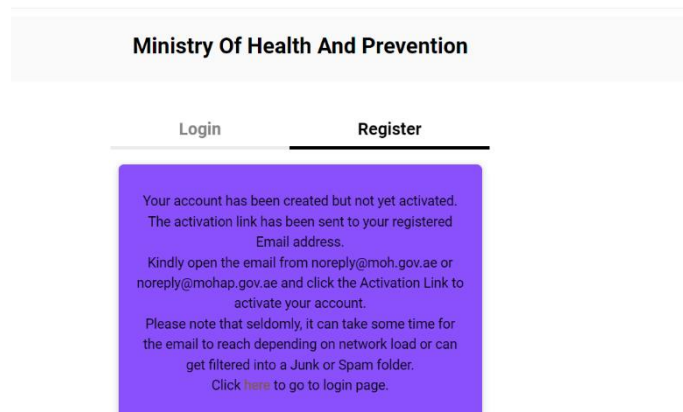 Ministry Of Health And Prevention
Login
Register
Your account has been created but not yet activated.
The activation link has been sent to your registered
Email address.
Kindly open the email from noreply@moh.gov.ae or
noreply@mohap.gov.ae and click the Activation Link to
activate your account.
Please note that seldomly, it can take some time for
the email to reach depending on network load or can
get filtered into a Junk or Spam folder.
Click here to go to login page.